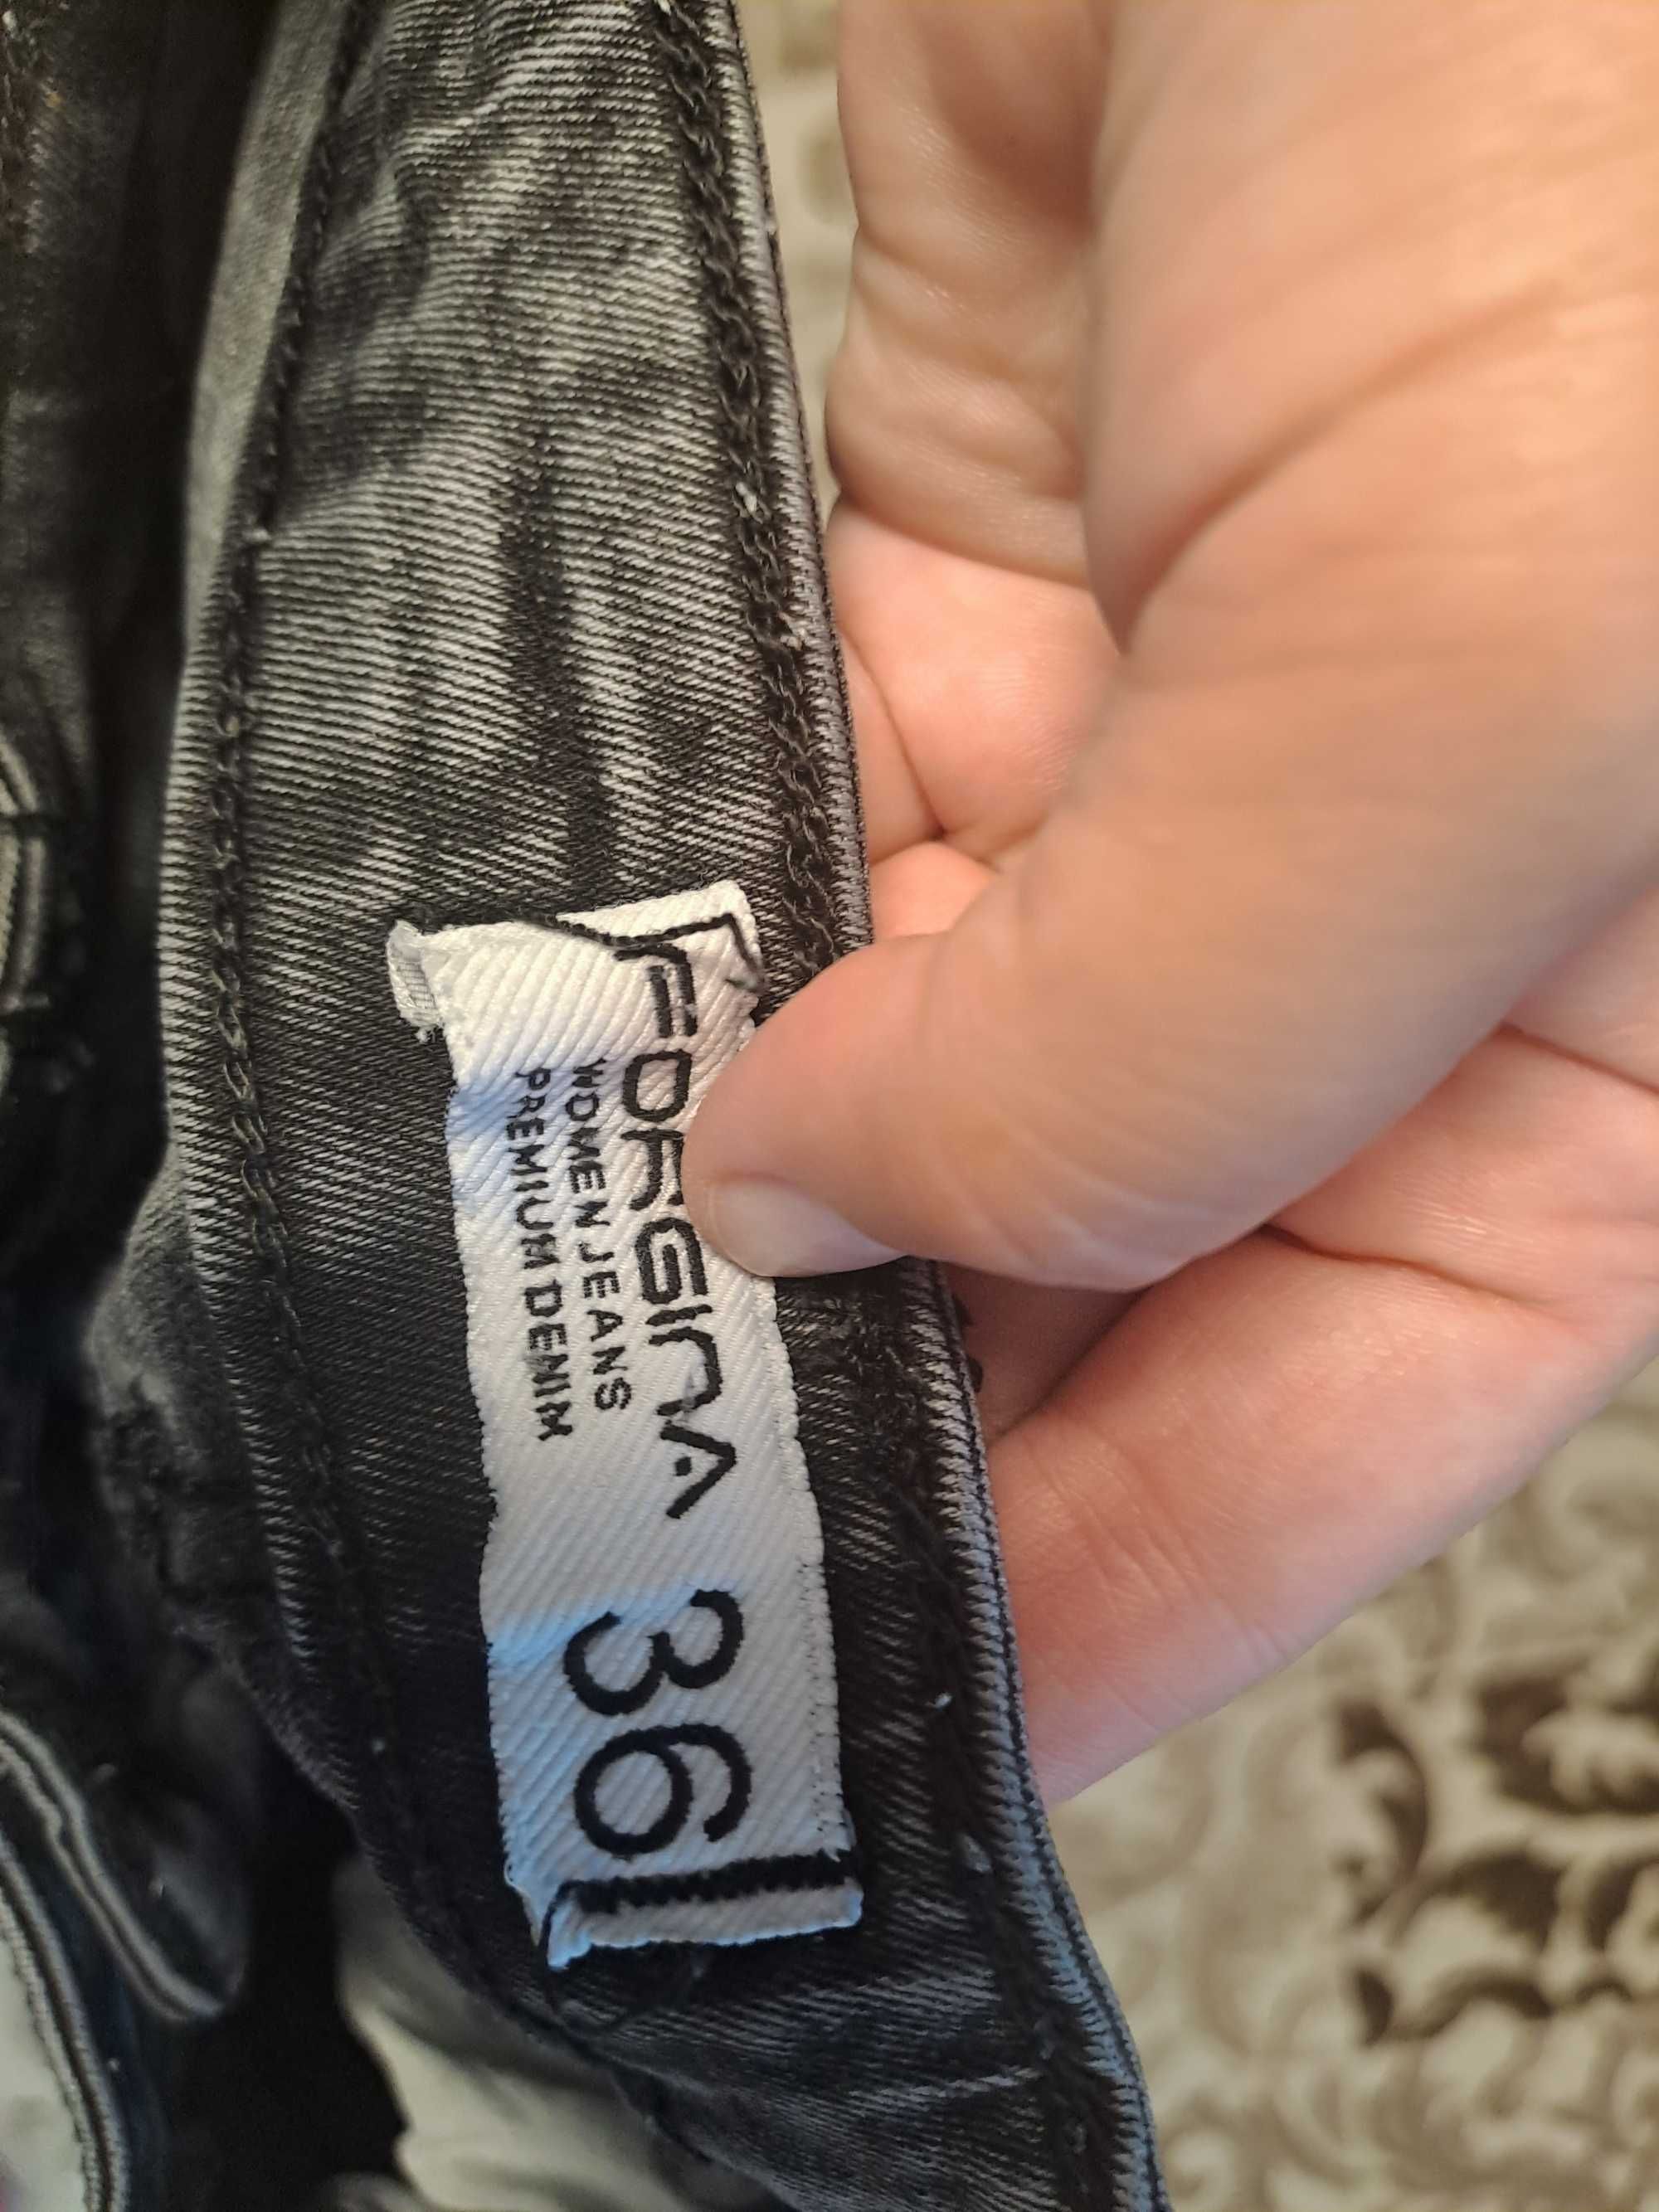 FORGINA
WOMEN JEANS
PREMIUM DENIM
36